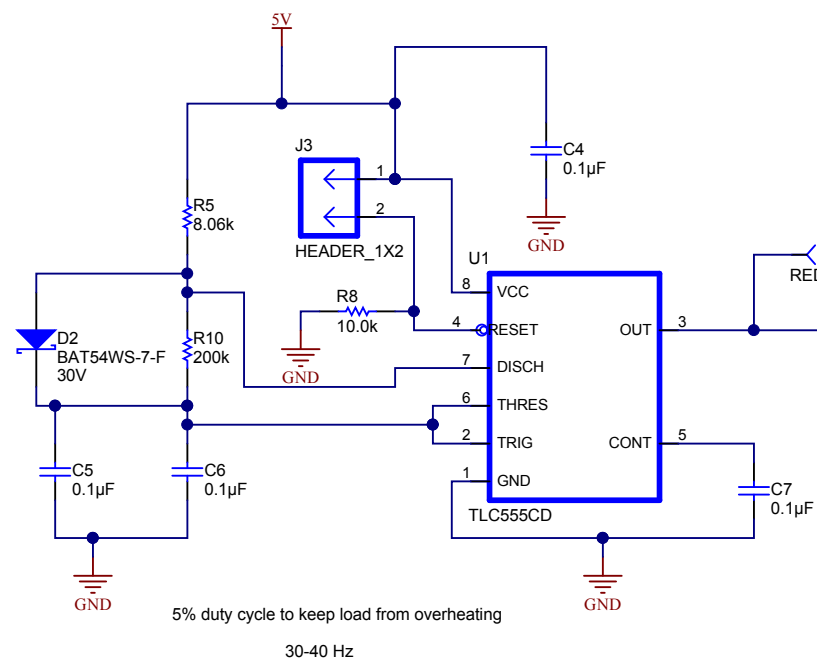 5V
J3
1
2
HEADER_1X2
C4
0.1µF
GND
R5
8.06k
U1
R8
10.0k
GND
D2
BAT54WS-7-F
30V
R10
200k
8
VCC
4
RESET
7
DISCH
6
THRES
2
TRIG
1
GND
OUT
3
CONT
5
TLC555CD
RED
C5
0.1µF
C6
0.1µF
C7
0.1µF
GND
GND
5% duty cycle to keep load from overheating
30-40 Hz